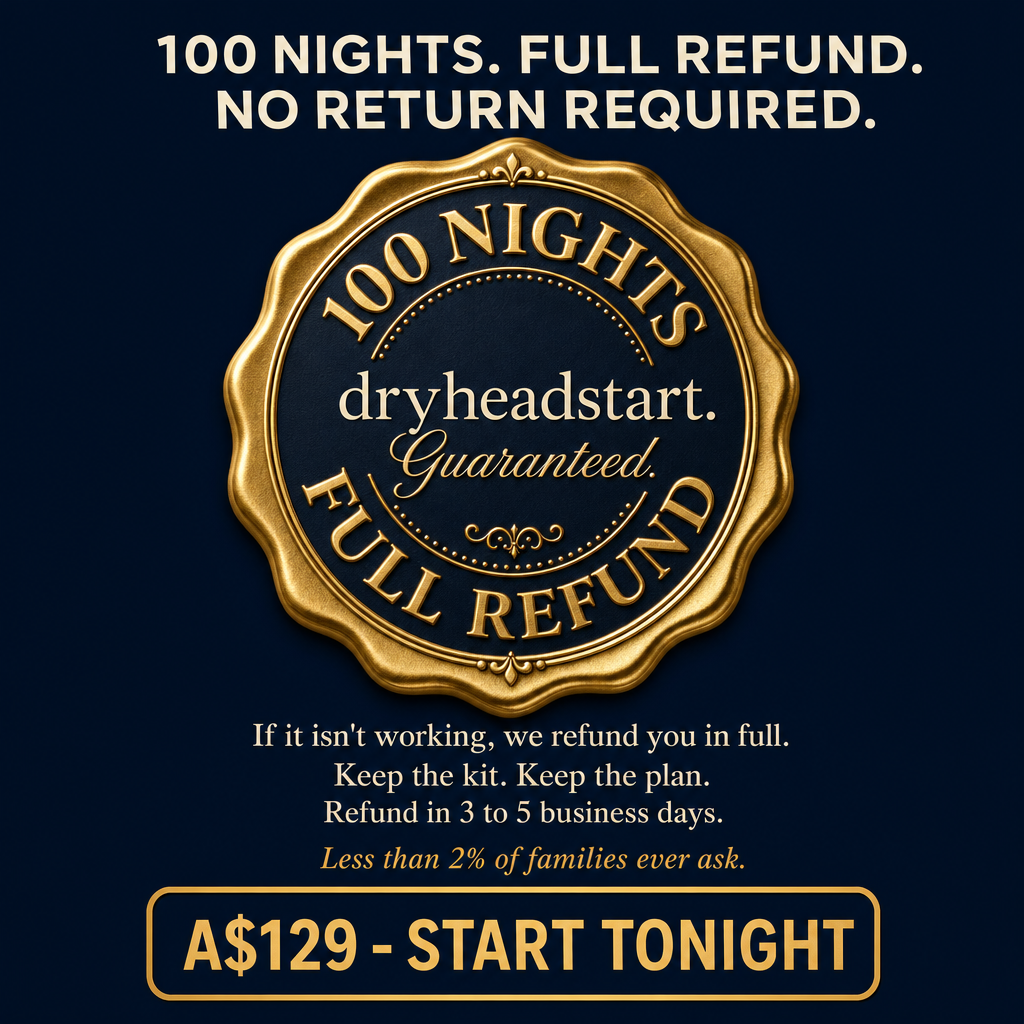 100 NIGHTS. FULL REFUND.
NO RETURN REQUIRED.
100 NIGHTS
dryheadstart.
Guaranteed.
FULL REFUND
If it isn't working, we refund you in full.
Keep the kit. Keep the plan.
Refund in 3 to 5 business days.
Less than 2% of families ever ask.
A$129 - START TONIGHT